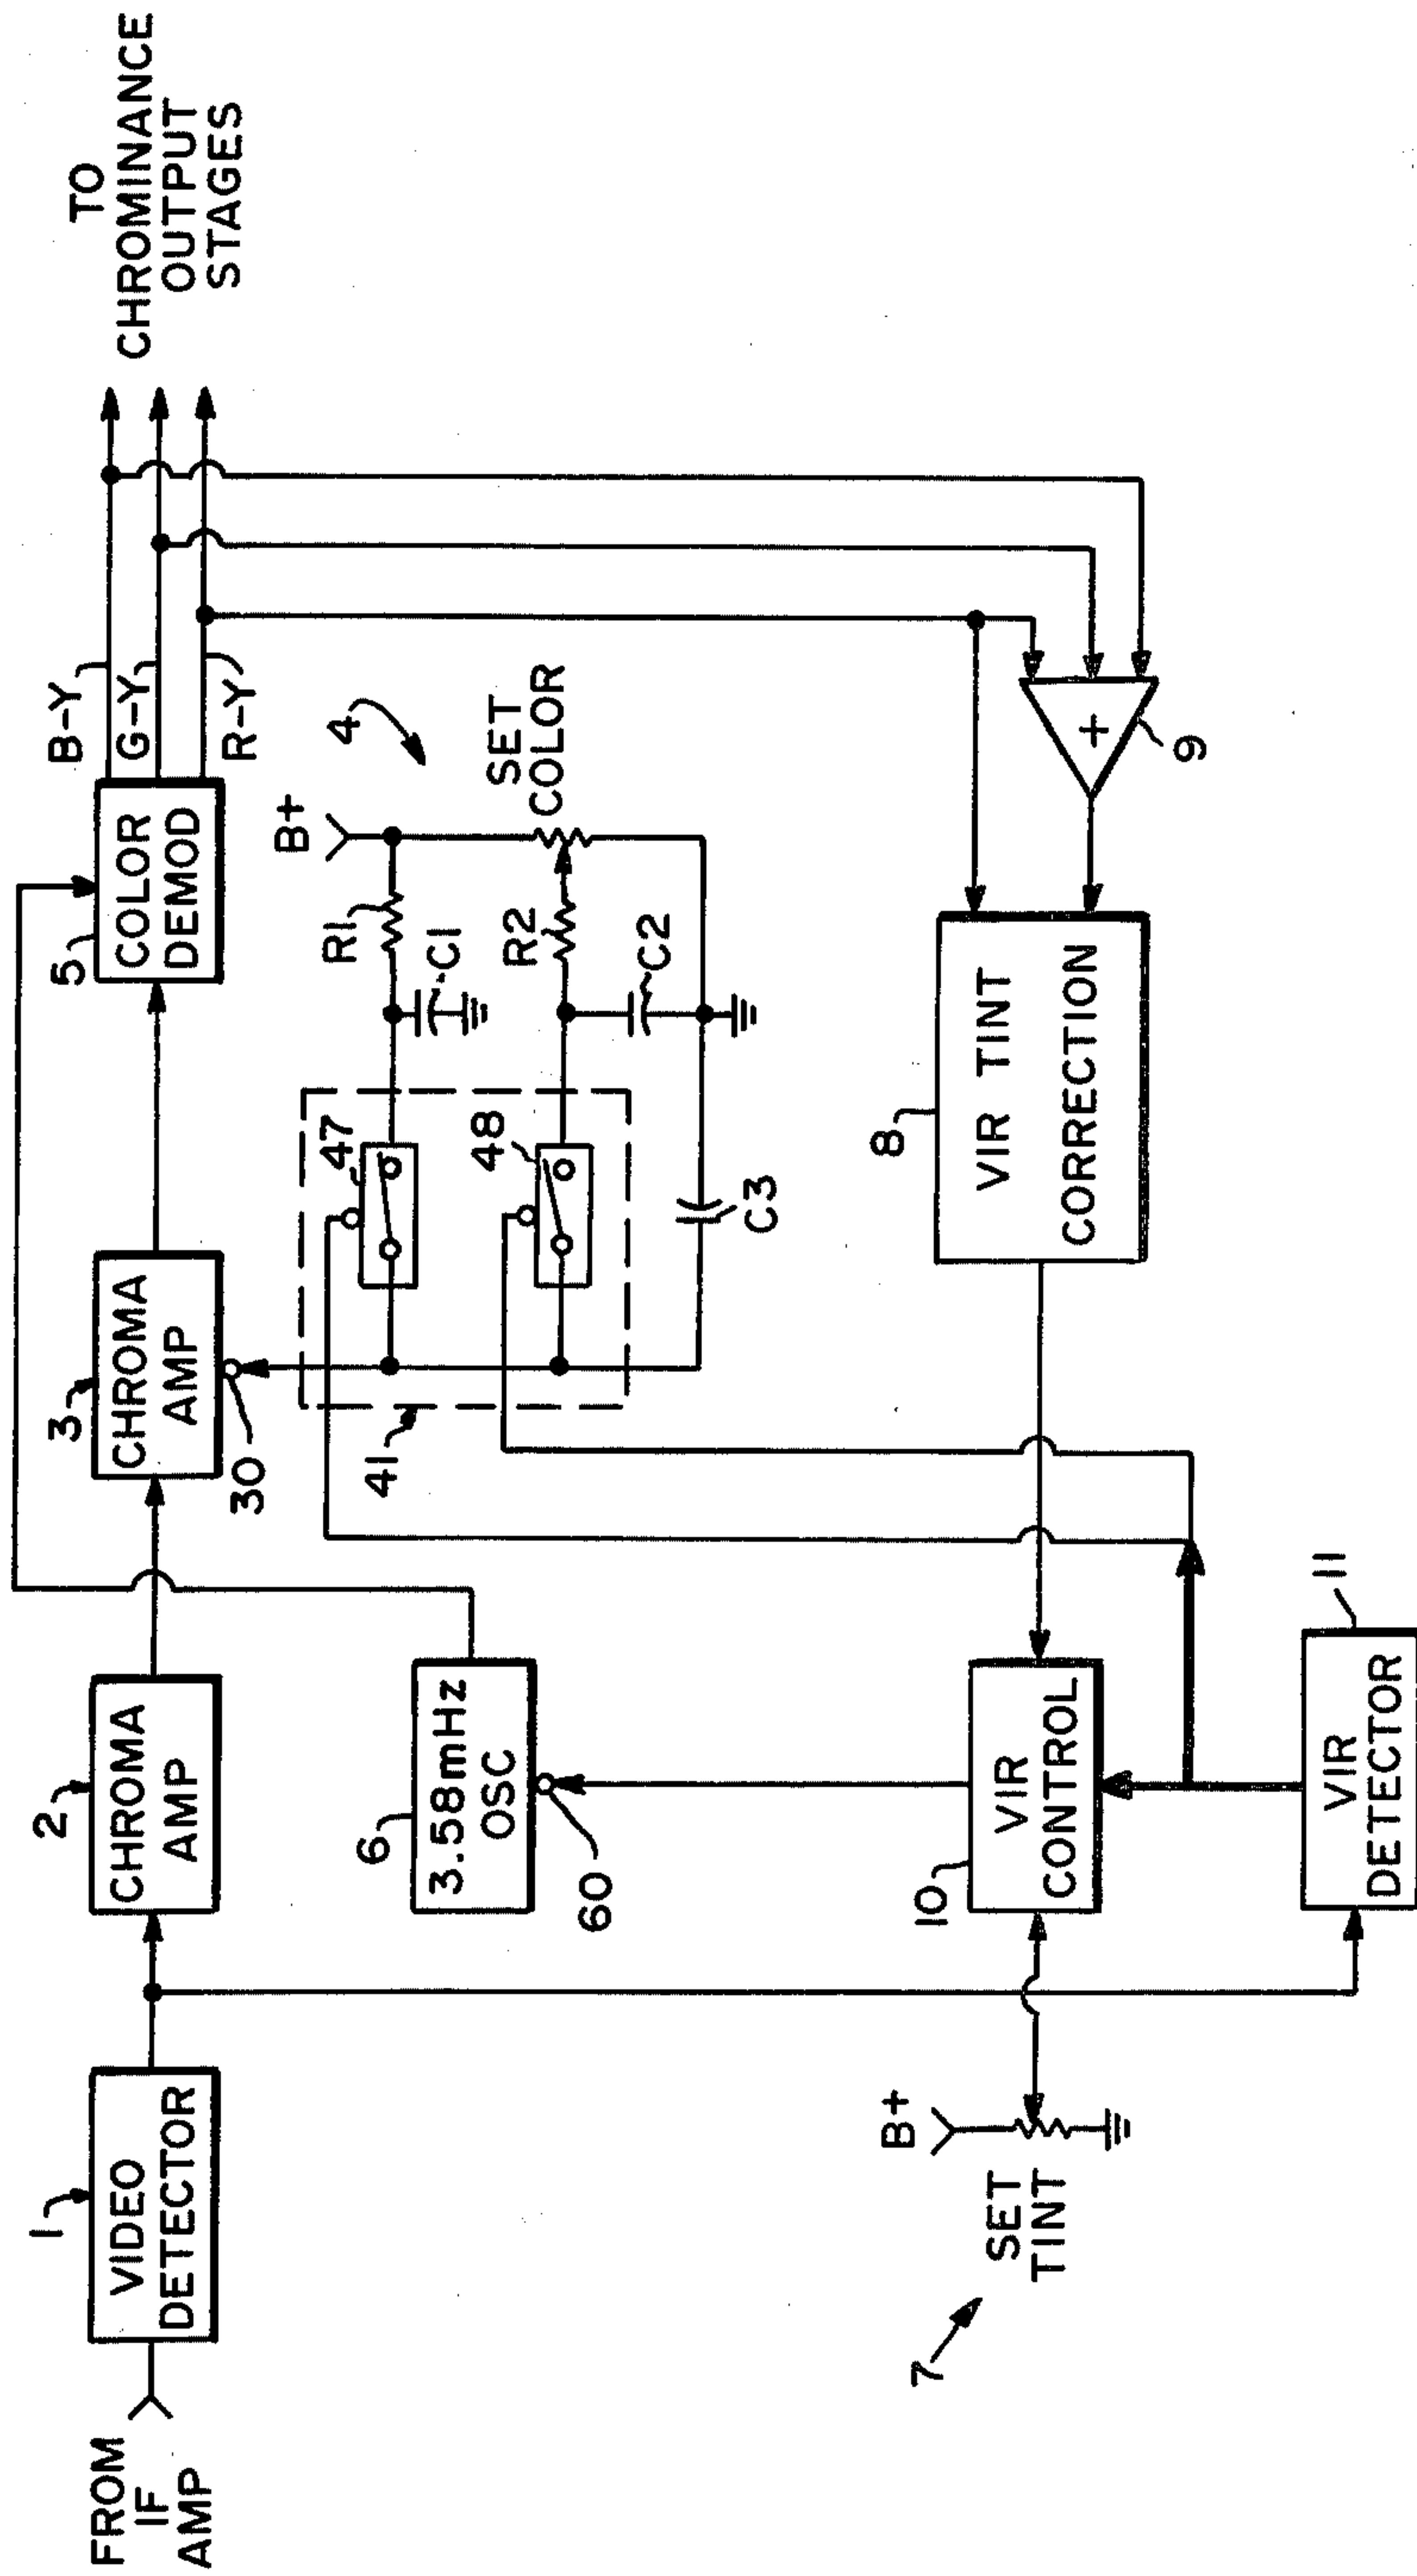 FROM
IF
AMP
1
VIDEO
DETECTOR
2
CHROMA
AMP
3
CHROMA
AMP
30
5
COLOR
DEMOD
B-Y
G-Y
R-Y
TO
CHROMINANCE
OUTPUT
STAGES
6
3.58mHz
OSC
60
41
47
48
R1
C1
R2
C2
C3
B+
4
SET
COLOR
7
SET
TINT
B+
10
VIR
CONTROL
8
VIR TINT
CORRECTION
+
9
VIR
DETECTOR
11